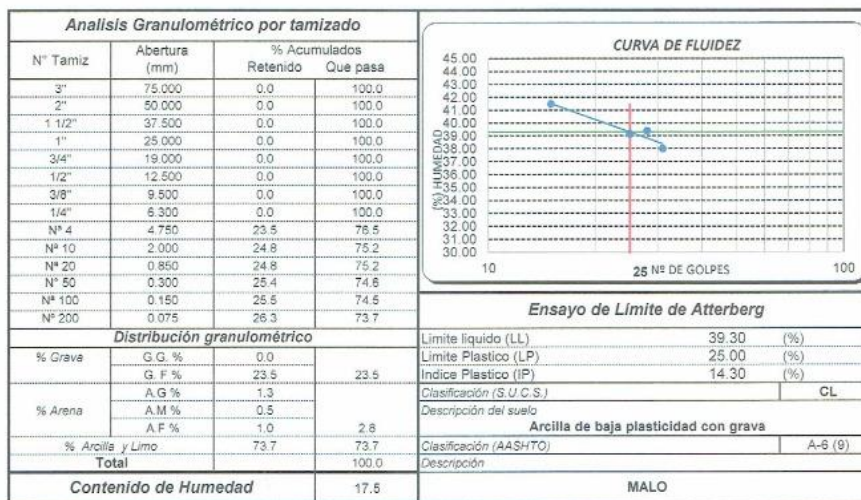 Analisis Granulométrico por tamizado
N° Tamiz Abertura (mm) % Acumulados
Retenido Que pasa
3" 75.000 0.0 100.0
2" 50.000 0.0 100.0
1 1/2" 37.500 0.0 100.0
1" 25.000 0.0 100.0
3/4" 19.000 0.0 100.0
1/2" 12.500 0.0 100.0
3/8" 9.500 0.0 100.0
1/4" 6.300 0.0 100.0
Nº 4 4.750 23.5 76.5
Nª 10 2.000 24.8 75.2
Nª 20 0.850 24.8 75.2
N° 50 0.300 25.4 74.6
Nª 100 0.150 25.5 74.5
N° 200 0.075 26.3 73.7
Distribución granulométrico
% Grava G.G. % 0.0
G. F % 23.5 23.5
% Arena A.G % 1.3
A.M % 0.5
A.F % 1.0 2.8
% Arcilla y Limo 73.7 73.7
Total 100.0
Contenido de Humedad 17.5
CURVA DE FLUIDEZ
(%) HUMEDAD
45.00
44.00
43.00
42.00
41.00
40.00
39.00
38.00
37.00
36.00
35.00
34.00
33.00
32.00
31.00
30.00
10 25 Nº DE GOLPES 100
Ensayo de Límite de Atterberg
Limite liquido (LL) 39.30 (%)
Limite Plastico (LP) 25.00 (%)
Indice Plastico (IP) 14.30 (%)
Clasificación (S.U.C.S.) CL
Descripción del suelo
Arcilla de baja plasticidad con grava
Clasificación (AASHTO) A-6 (9)
Descripción
MALO